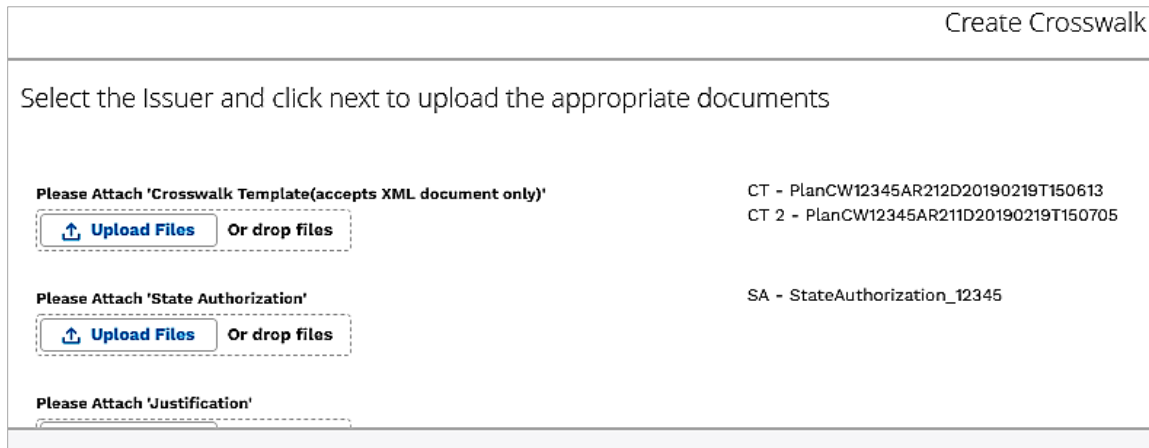 Create Crosswalk
Select the Issuer and click next to upload the appropriate documents
Please Attach 'Crosswalk Template(accepts XML document only)'
CT - PlanCW12345AR212D20190219T150613
CT 2 - PlanCW12345AR211D20190219T150705
Upload Files Or drop files
Please Attach 'State Authorization'
SA - StateAuthorization_12345
Upload Files Or drop files
Please Attach 'Justification'